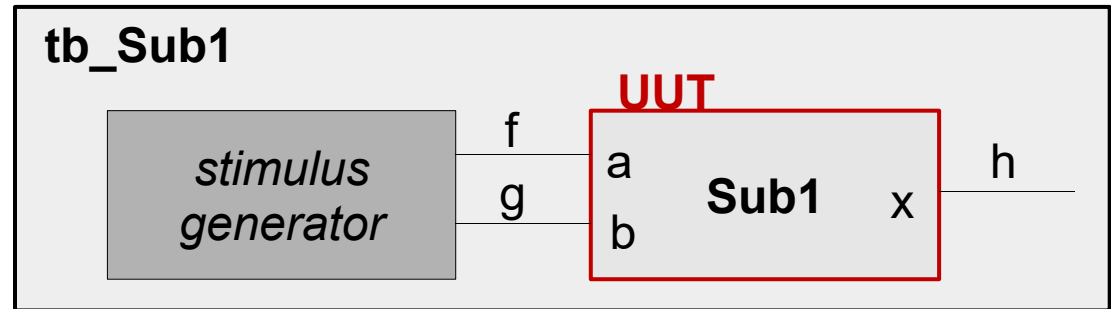 tb_Sub1
UUT
stimulus
generator
f
g
a
b
Sub1
x
h